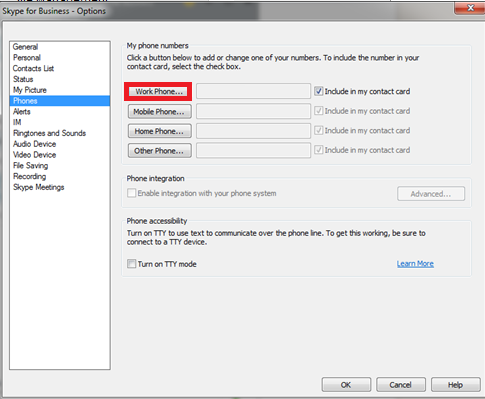 Skype for Business - Options
General
Personal
Contacts List
Status
My Picture
Phones
Alerts
IM
Ringtones and Sounds
Audio Device
Video Device
File Saving
Recording
Skype Meetings
My phone numbers
Click a button below to add or change one of your numbers. To include the number in your
contact card, select the check box.
Work Phone... Include in my contact card
Mobile Phone... Include in my contact card
Home Phone... Include in my contact card
Other Phone... Include in my contact card
Phone integration
Enable integration with your phone system Advanced...
Phone accessibility
Turn on TTY to use text to communicate over the phone line. To get this working, be sure to
connect to a TTY device.
Turn on TTY mode Learn More
OK Cancel Help